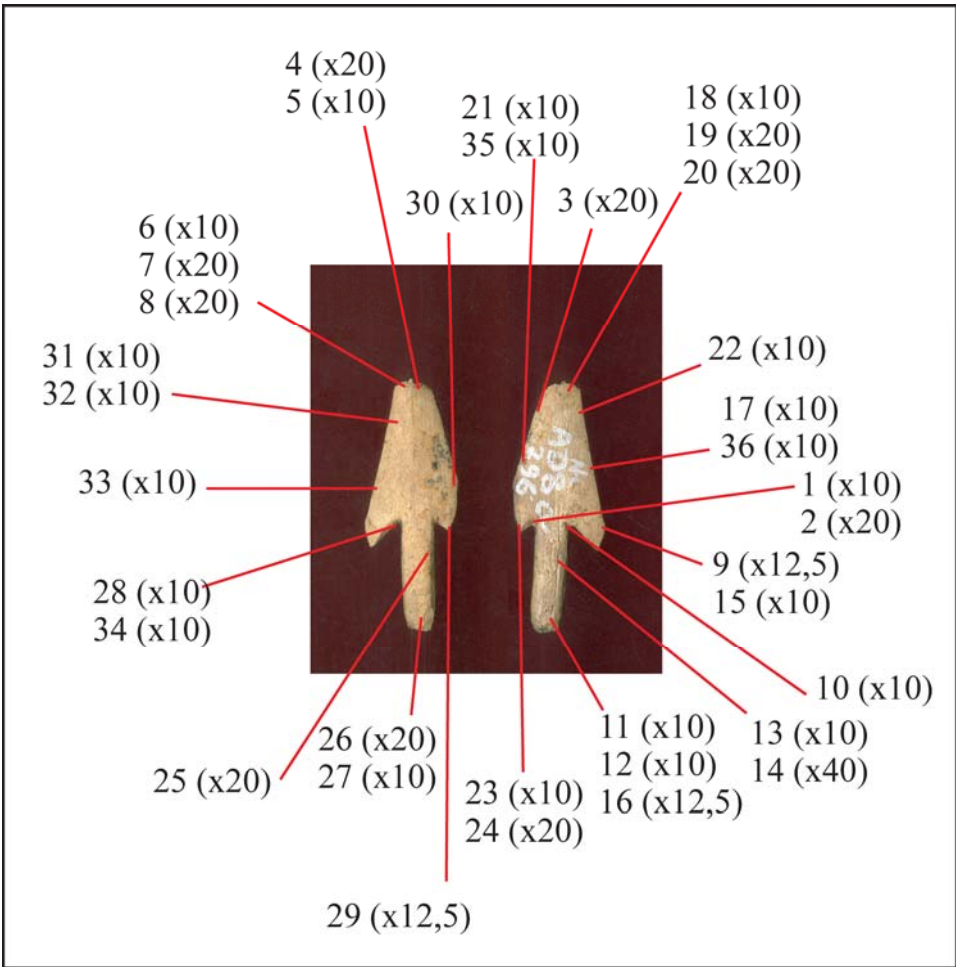 4 (x20)
5 (x10)
21 (x10)
35 (x10)
18 (x10)
19 (x20)
20 (x20)
30 (x10)
3 (x20)
6 (x10)
7 (x20)
8 (x20)
31 (x10)
32 (x10)
22 (x10)
17 (x10)
36 (x10)
33 (x10)
1 (x10)
2 (x20)
9 (x12,5)
15 (x10)
28 (x10)
34 (x10)
10 (x10)
11 (x10)
12 (x10)
16 (x12,5)
13 (x10)
14 (x40)
26 (x20)
27 (x10)
25 (x20)
23 (x10)
24 (x20)
29 (x12,5)
296